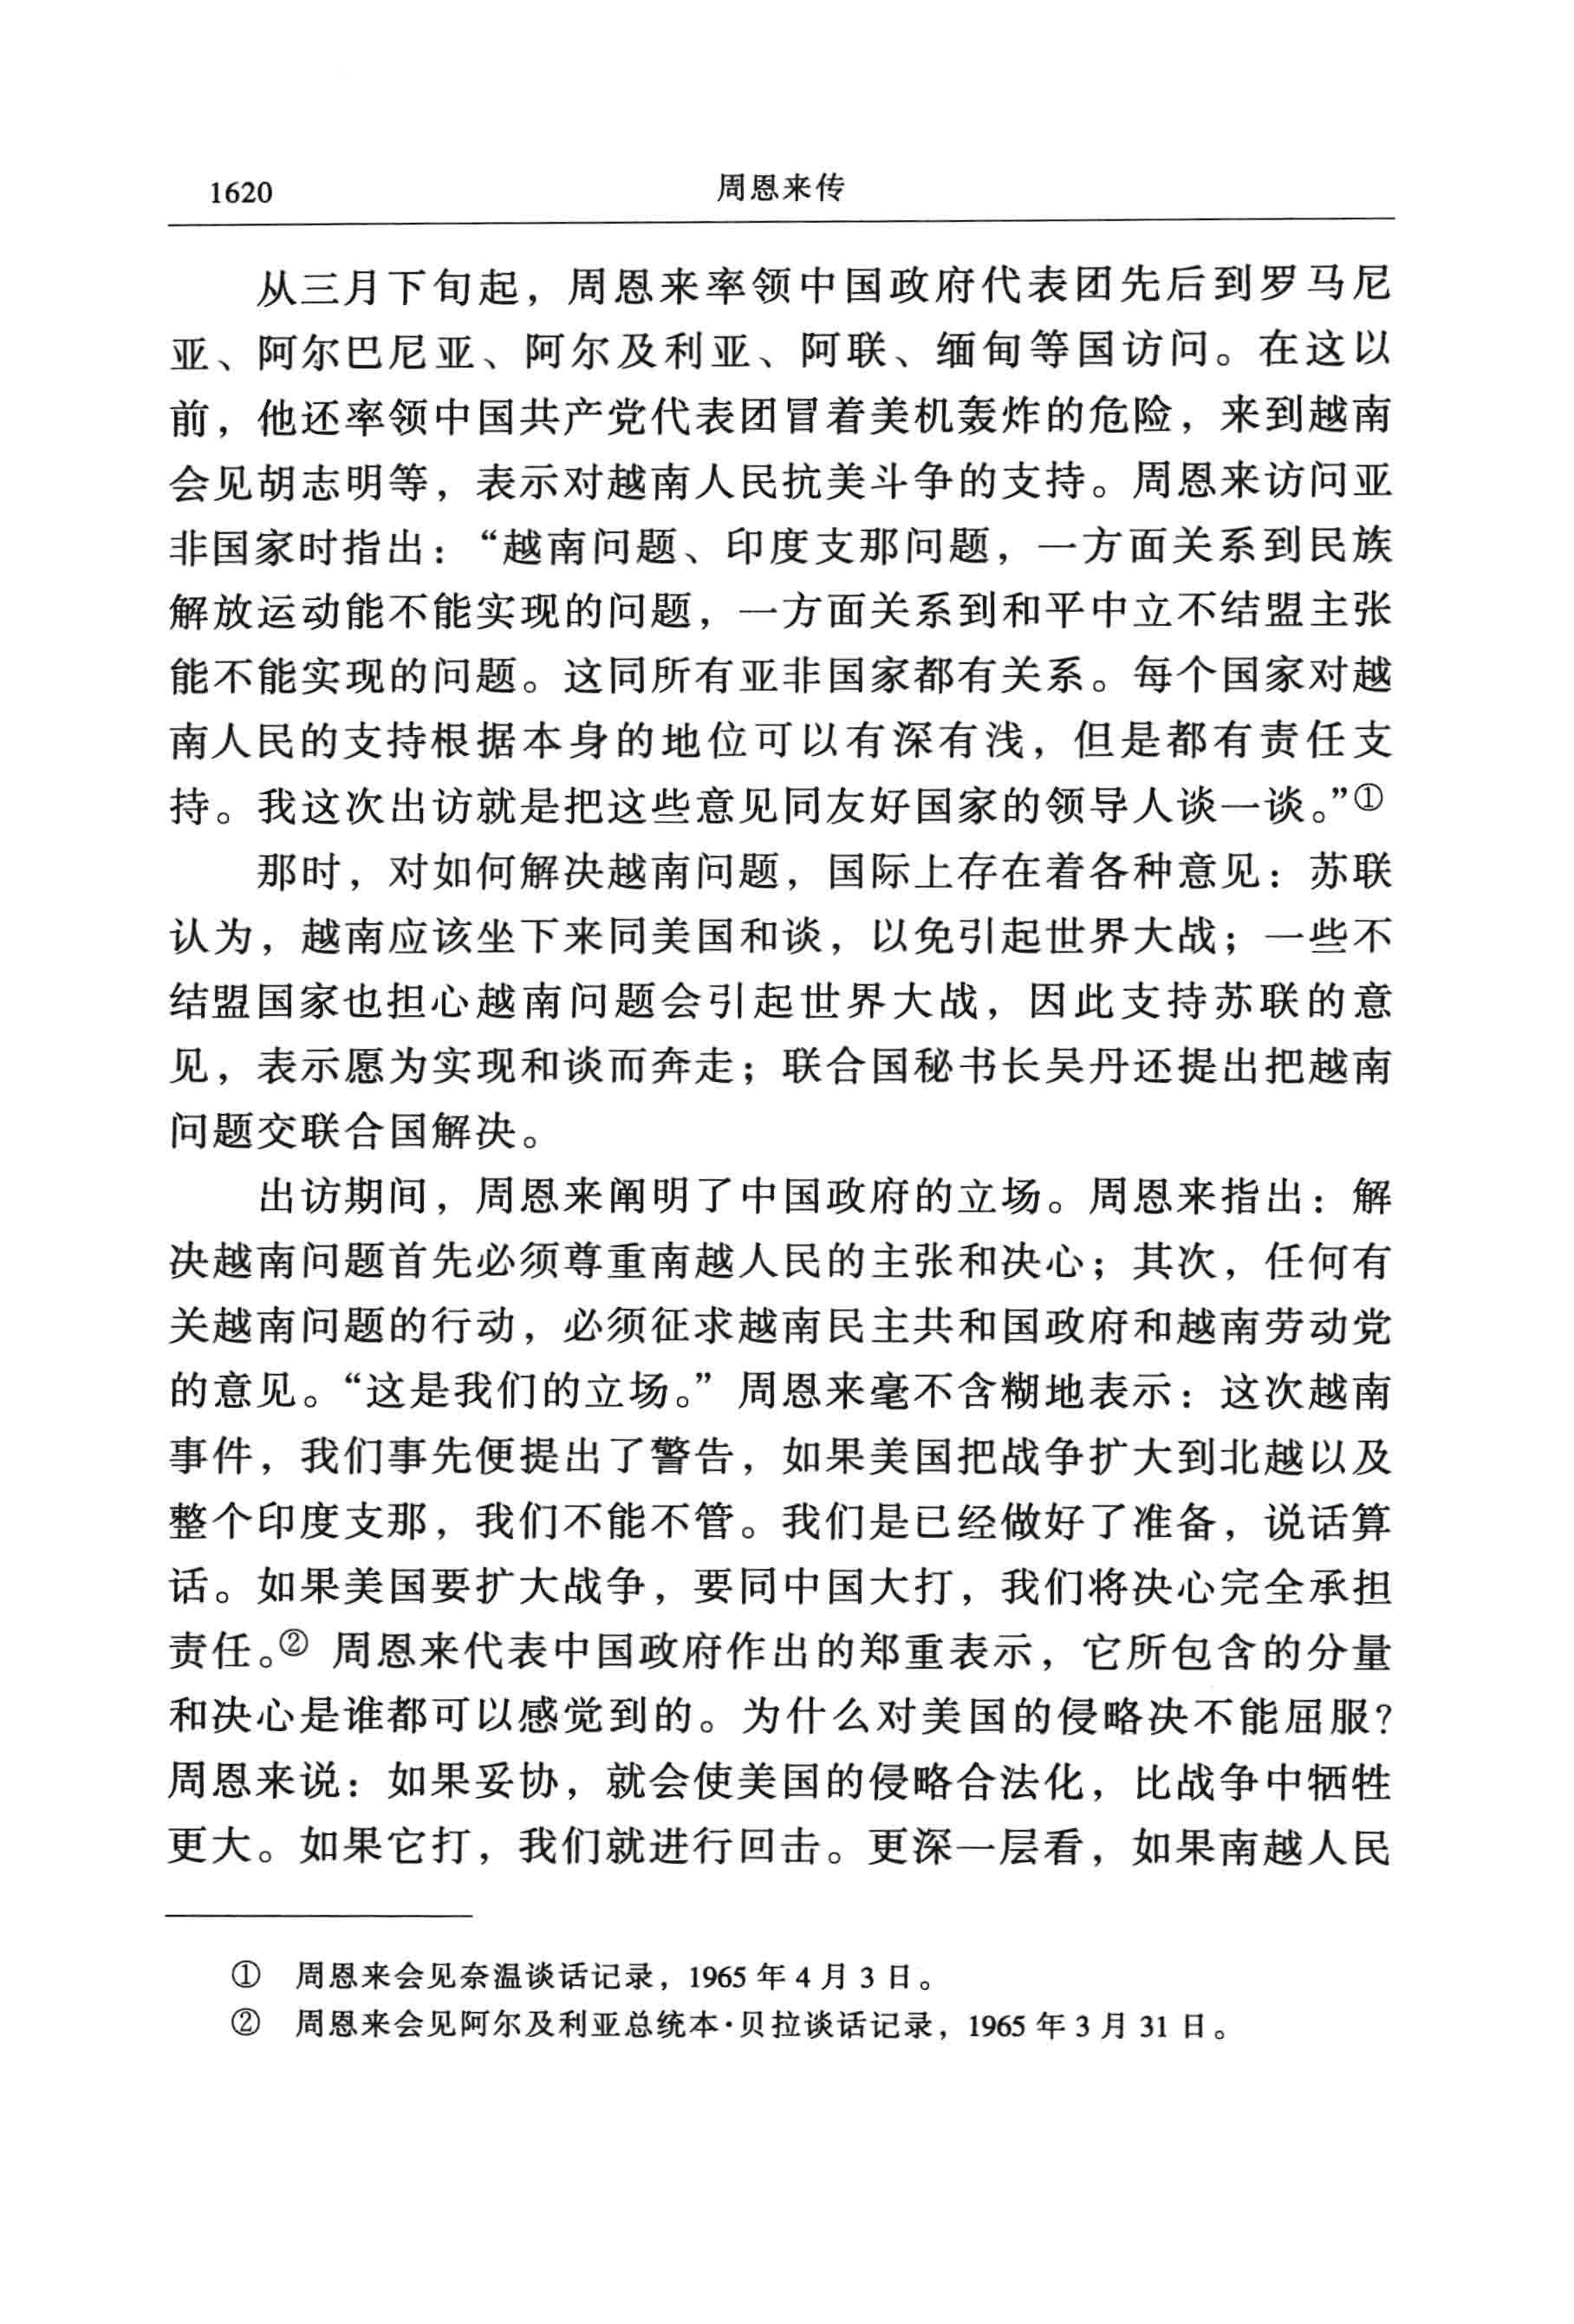 1620 周恩来传
从三月下旬起，周恩来率领中国政府代表团先后到罗马尼
亚、阿尔巴尼亚、阿尔及利亚、阿联、缅甸等国访问。在这以
前，他还率领中国共产党代表团冒着美机轰炸的危险，来到越南
会见胡志明等，表示对越南人民抗美斗争的支持。周恩来访问亚
非国家时指出：“越南问题、印度支那问题，一方面关系到民族
解放运动能不能实现的问题，一方面关系到和平中立不结盟主张
能不能实现的问题。这同所有亚非国家都有关系。每个国家对越
南人民的支持根据本身的地位可以有深有浅，但是都有责任支
持。我这次出访就是把这些意见同友好国家的领导人谈一谈。”①
那时，对如何解决越南问题，国际上存在着各种意见：苏联
认为，越南应该坐下来同美国和谈，以免引起世界大战；一些不
结盟国家也担心越南问题会引起世界大战，因此支持苏联的意
见，表示愿为实现和谈而奔走；联合国秘书长吴丹还提出把越南
问题交联合国解决。
出访期间，周恩来阐明了中国政府的立场。周恩来指出：解
决越南问题首先必须尊重南越人民的主张和决心；其次，任何有
关越南问题的行动，必须征求越南民主共和国政府和越南劳动党
的意见。“这是我们的立场。”周恩来毫不含糊地表示：这次越南
事件，我们事先便提出了警告，如果美国把战争扩大到北越以及
整个印度支那，我们不能不管。我们是已经做好了准备，说话算
话。如果美国要扩大战争，要同中国大打，我们将决心完全承担
责任。② 周恩来代表中国政府作出的郑重表示，它所包含的分量
和决心是谁都可以感觉到的。为什么对美国的侵略决不能屈服？
周恩来说：如果妥协，就会使美国的侵略合法化，比战争中牺牲
更大。如果它打，我们就进行回击。更深一层看，如果南越人民
① 周恩来会见奈温谈话记录，1965 年 4 月 3 日。
② 周恩来会见阿尔及利亚总统本·贝拉谈话记录，1965 年 3 月 31 日。